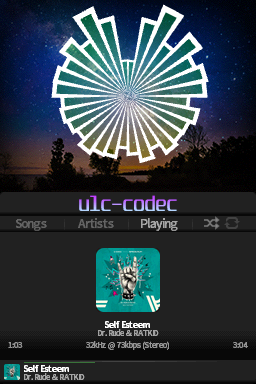 ulc-codec
Songs Artists Playing
Self Esteem
Dr. Rude & RATKID
1:03 32kHz @ 73kbps (Stereo) 3:04
Self Esteem
Dr. Rude & RATKID